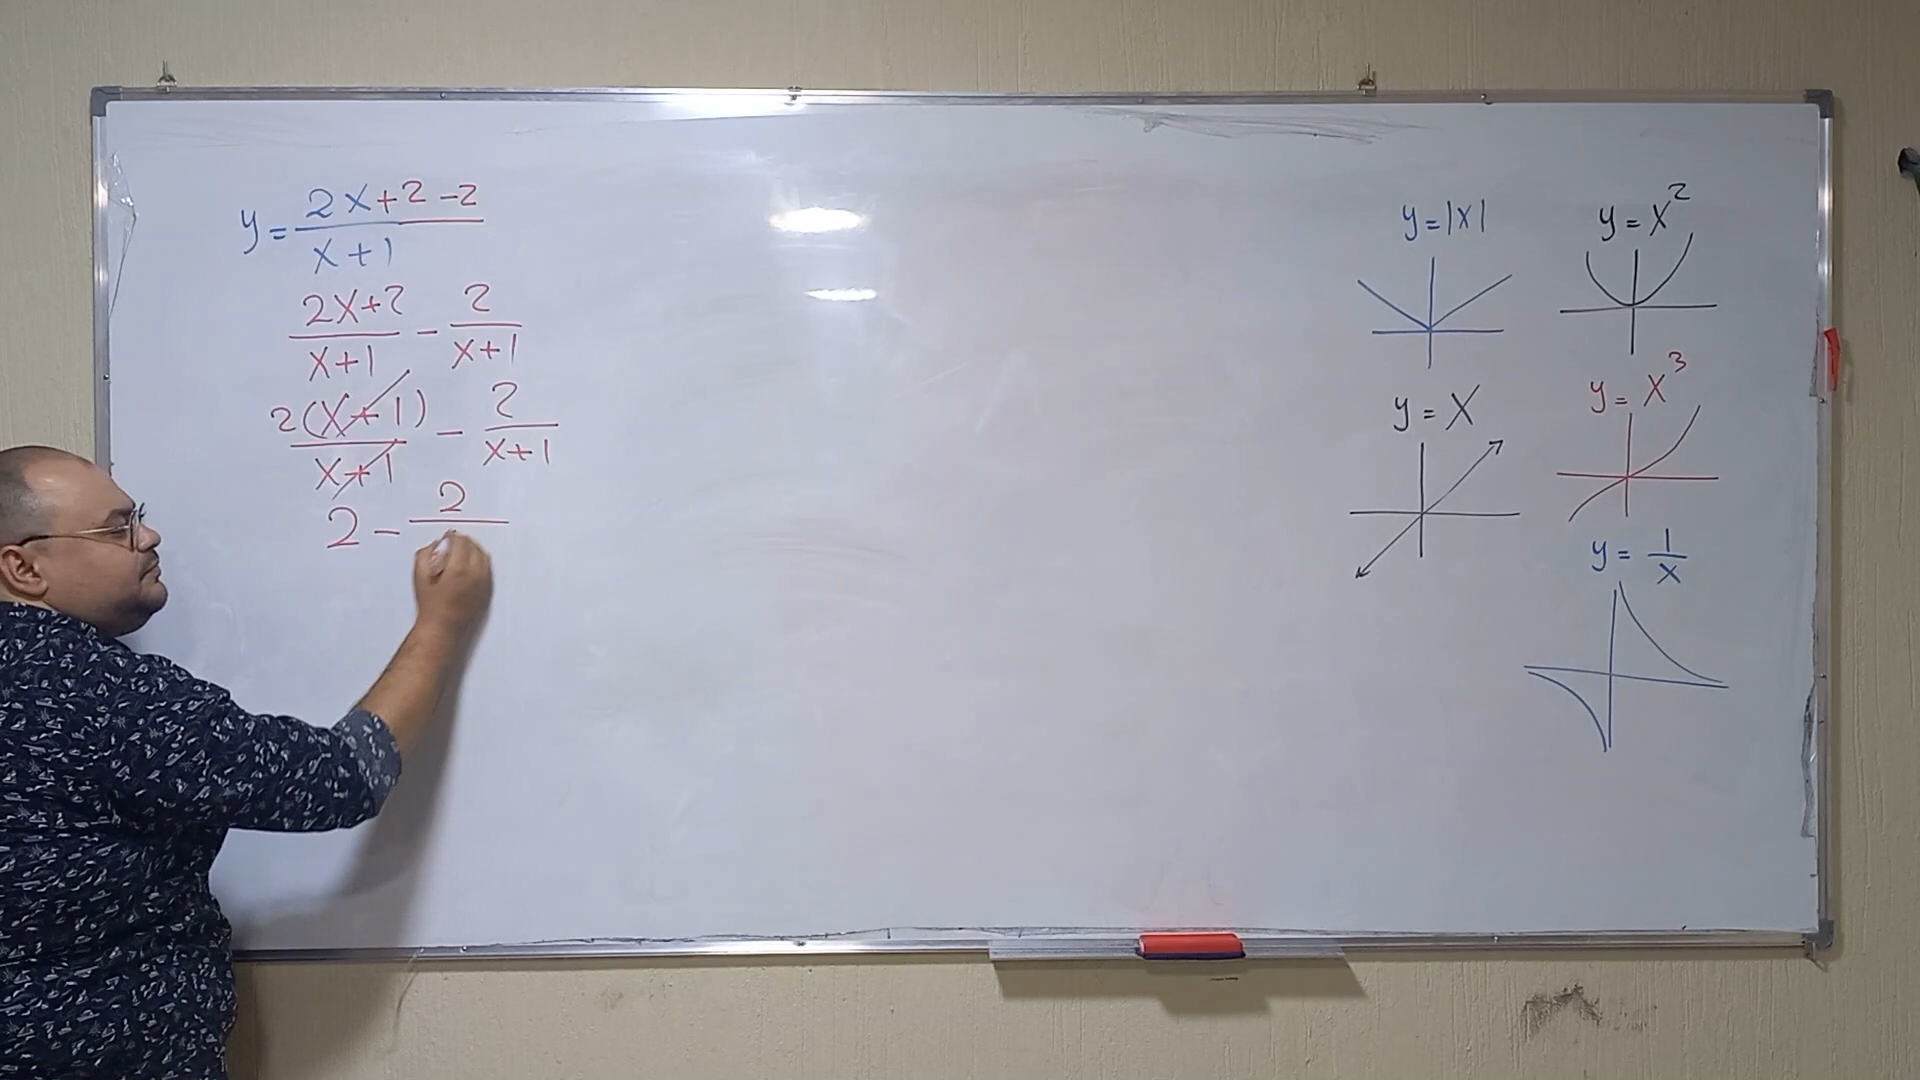 y = (2x+2-2)/(x+1)
(2x+2)/(x+1) - 2/(x+1)
2(x+1)/(x+1) - 2/(x+1)
2 - 2/
y = |x|
y = x²
y = x
y = x³
y = 1/x